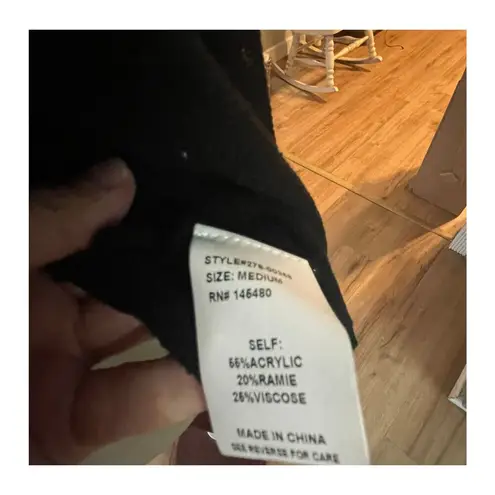 SIZE: MEDIUM
RN# 146480
SELF:
55%ACRYLIC
20%RAMIE
25%VISCOSE
MADE IN CHINA
SEE REVERSE FOR CARE